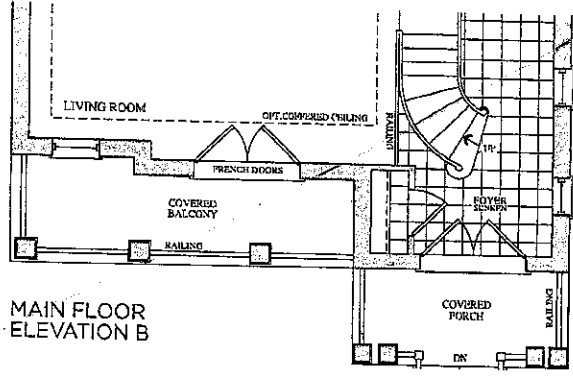 LIVING ROOM
OPT. COFFERED CEILING
RAILING
UP
FRENCH DOORS
COVERED
BALCONY
FOYER
SUNKEN
RAILING
COVERED
PORCH
RAILING
DN
MAIN FLOOR
ELEVATION B